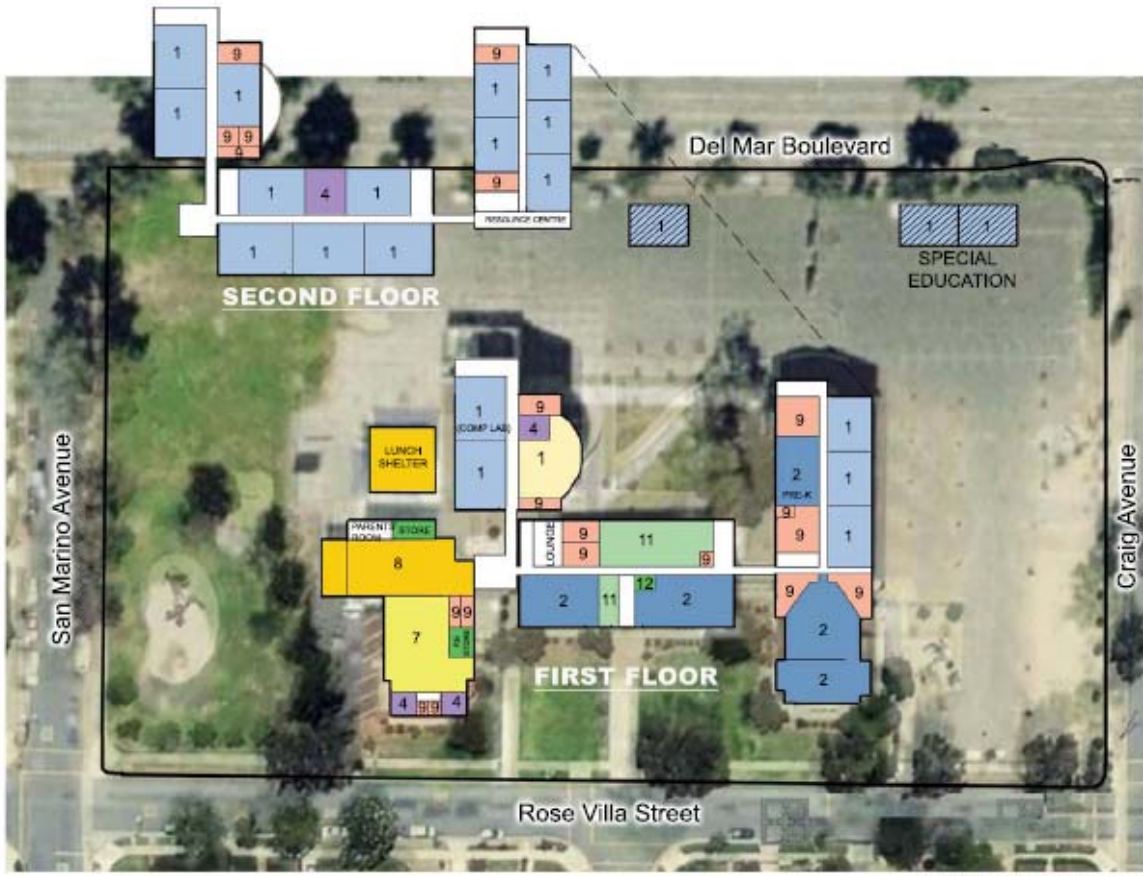 1
9
1
1
1
9 9
9
9
1
1
1
1
9
1
Del Mar Boulevard
1
4
1
RESOURCE CENTRE
1
1 1
1
1
1
SPECIAL
EDUCATION
SECOND FLOOR
1
(COMP LAB)
9
4
1
1
9
LUNCH
SHELTER
9
1
2
PRE-K
1
9
9
1
PARENT
ROOM
STORE
LOUNGE
9
9
11
9
8
2
11
12
2
9
9
7
9 9
STORE
2
2
4
9 9
4
FIRST FLOOR
San Marino Avenue
Craig Avenue
Rose Villa Street